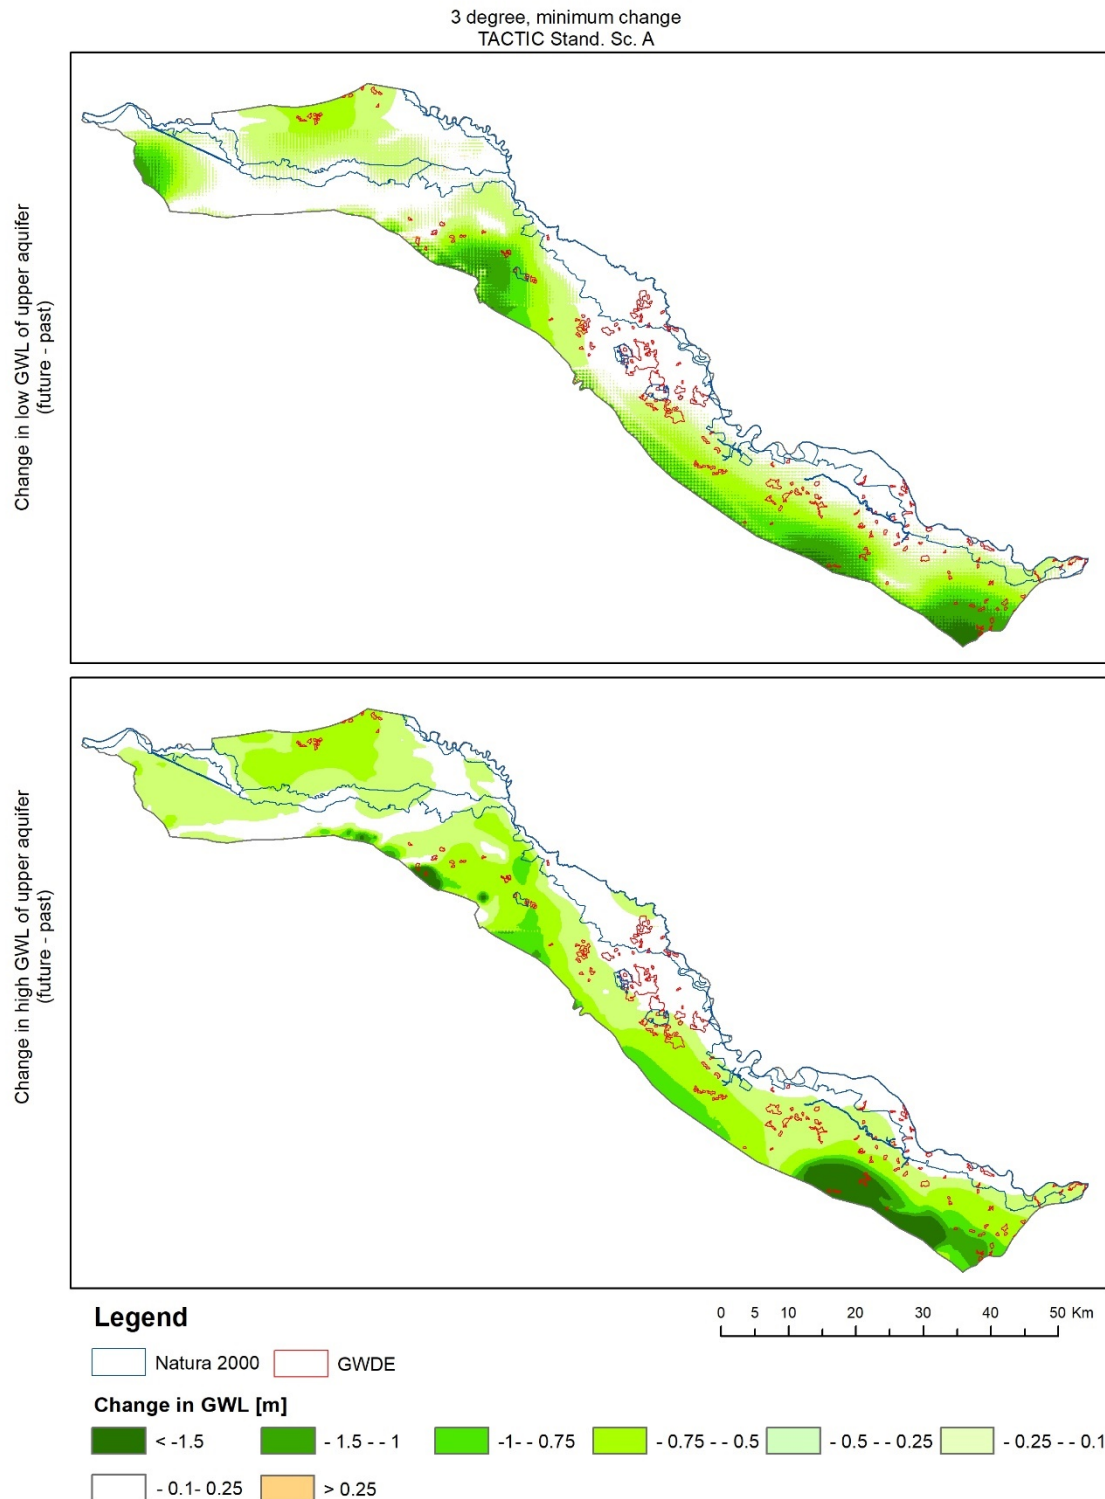 3 degree, minimum change
TACTIC Stand. Sc. A
Change in low GWL of upper aquifer
(future - past)
Change in high GWL of upper aquifer
(future - past)
Legend
0 5 10 20 30 40 50 Km
Natura 2000 GWDE
Change in GWL [m]
< -1.5 - 1.5 - - 1 -1- - 0.75 - 0.75 - - 0.5 - 0.5 - - 0.25 - 0.25 - - 0.1
- 0.1- 0.25 > 0.25